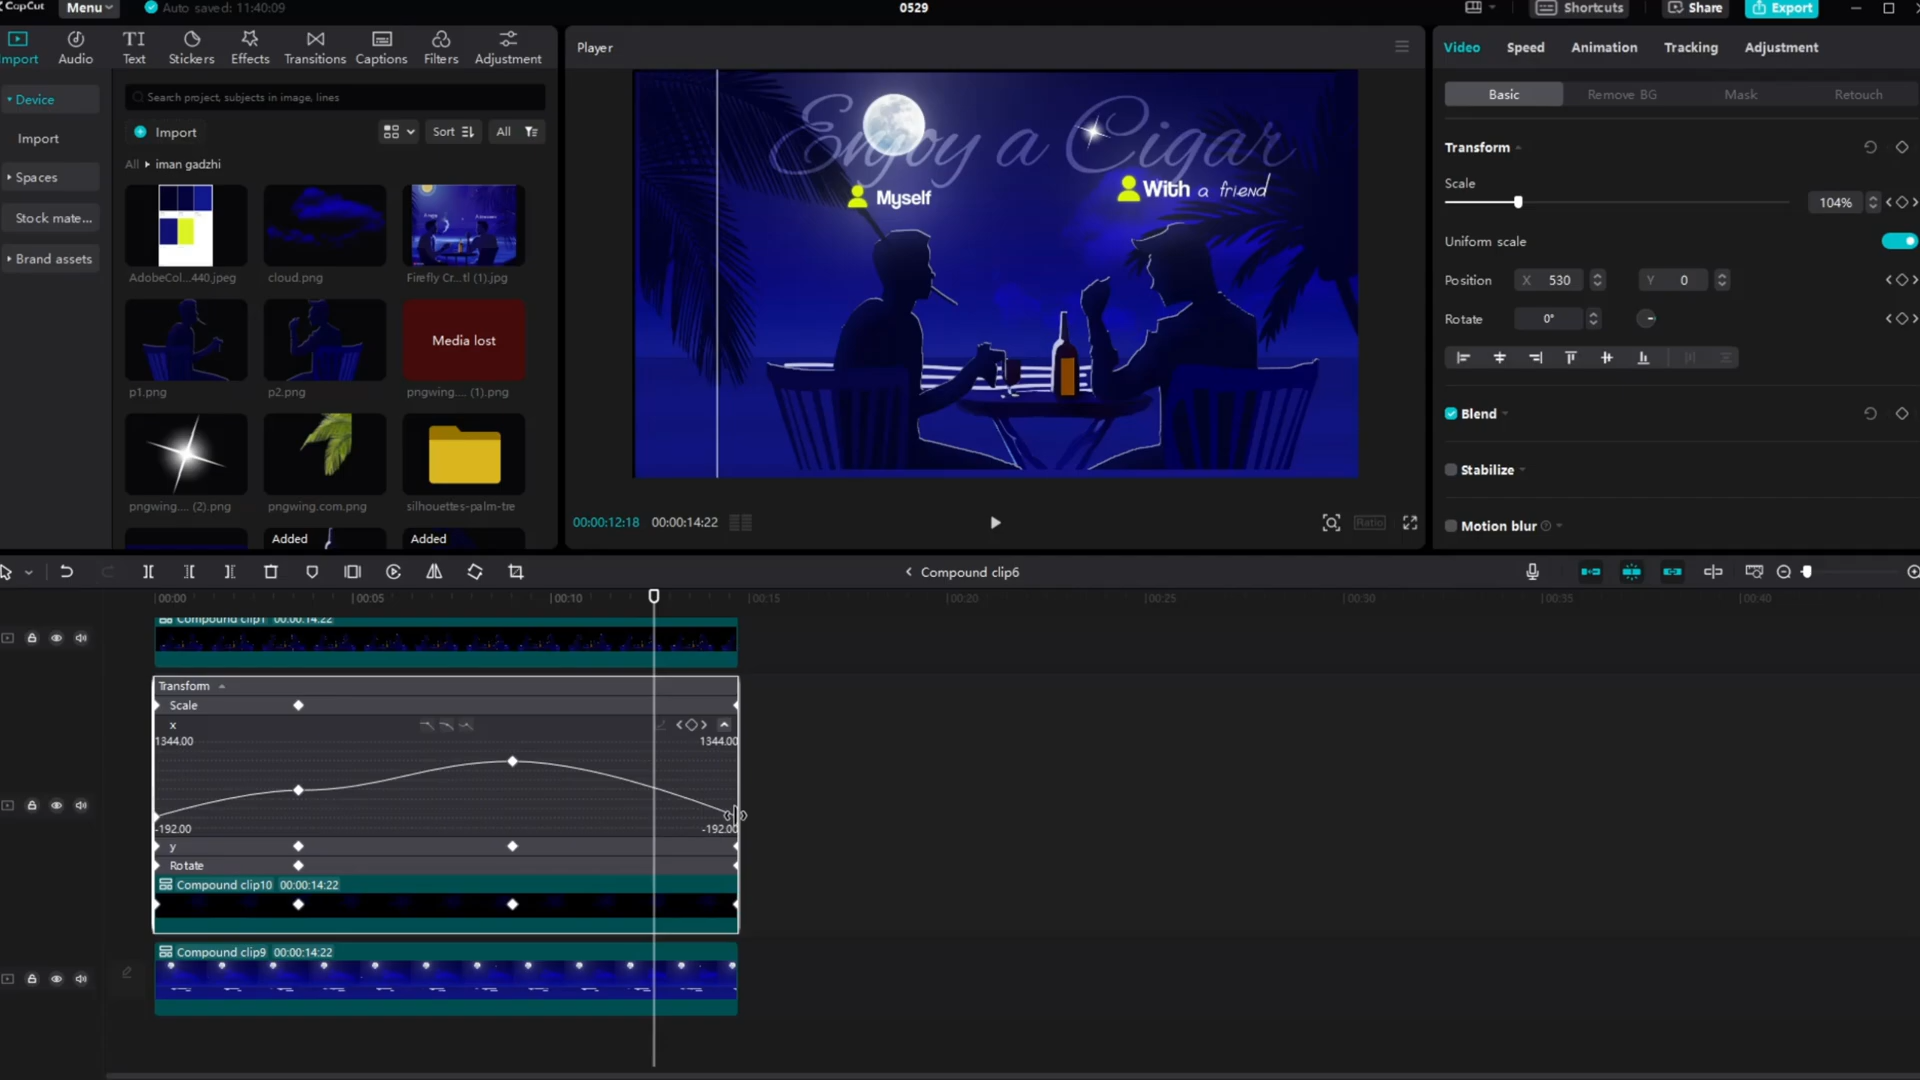 CapCut
Menu
Auto saved: 11:40:09
0529
Shortcuts
Share
Export
Import
Audio
Text
Stickers
Effects
Transitions
Captions
Filters
Adjustment
Device
Import
Spaces
Stock mate...
Brand assets
Search project, subjects in image, lines
Import
Sort
All
All
iman gadzhi
AdobeCol...440.jpeg
cloud.png
Firefly Cr...tl (1).jpg
p1.png
p2.png
Media lost
pngwing.... (1).png
pngwing.... (2).png
pngwing.com.png
silhouettes-palm-tre
Added
Added
Player
Enjoy a Cigar
Myself
With a friend
00:00:12:18
00:00:14:22
Ratio
Video
Speed
Animation
Tracking
Adjustment
Basic
Remove BG
Mask
Retouch
Transform
Scale
104%
Uniform scale
Position
X 530
Y 0
Rotate
0°
Blend
Stabilize
Motion blur
Compound clip6
00:00
00:05
00:10
00:15
00:20
00:25
00:30
00:35
00:40
Compound clip1 00:00:14:22
Transform
Scale
x
1344.00
1344.00
-192.00
-192.00
y
Rotate
Compound clip10 00:00:14:22
Compound clip9 00:00:14:22